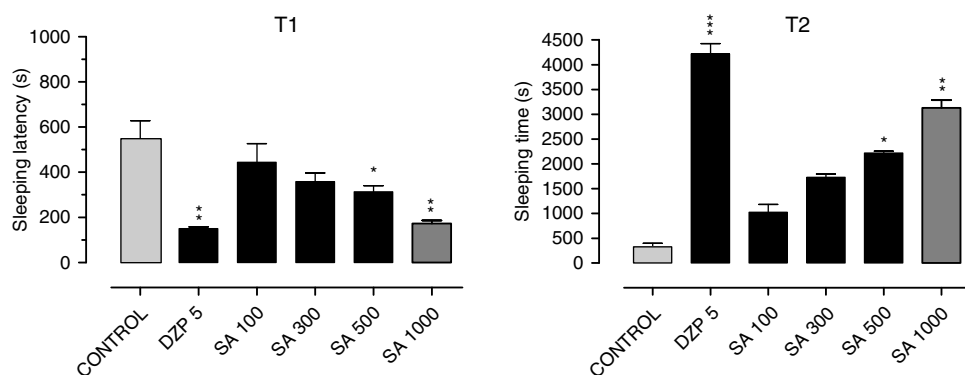 T1
Sleeping latency (s)
1000
800
600
400
200
0
**
*
**
CONTROL
DZP 5
SA 100
SA 300
SA 500
SA 1000
T2
Sleeping time (s)
4500
4000
3500
3000
2500
2000
1500
1000
500
0
***
*
**
CONTROL
DZP 5
SA 100
SA 300
SA 500
SA 1000